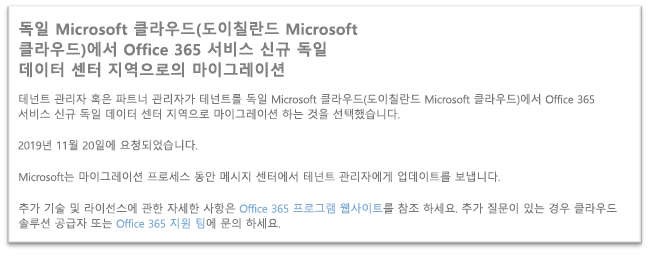 독일 Microsoft 클라우드(도이칠란드 Microsoft
클라우드)에서 Office 365 서비스 신규 독일
데이터 센터 지역으로의 마이그레이션
테넌트 관리자 혹은 파트너 관리자가 테넌트를 독일 Microsoft 클라우드(도이칠란드 Microsoft 클라우드)에서 Office 365
서비스 신규 독일 데이터 센터 지역으로 마이그레이션 하는 것을 선택했습니다.
2019년 11월 20일에 요청되었습니다.
Microsoft는 마이그레이션 프로세스 동안 메시지 센터에서 테넌트 관리자에게 업데이트를 보냅니다.
추가 기술 및 라이선스에 관한 자세한 사항은 Office 365 프로그램 웹사이트를 참조 하세요. 추가 질문이 있는 경우 클라우드
솔루션 공급자 또는 Office 365 지원 팀에 문의 하세요.